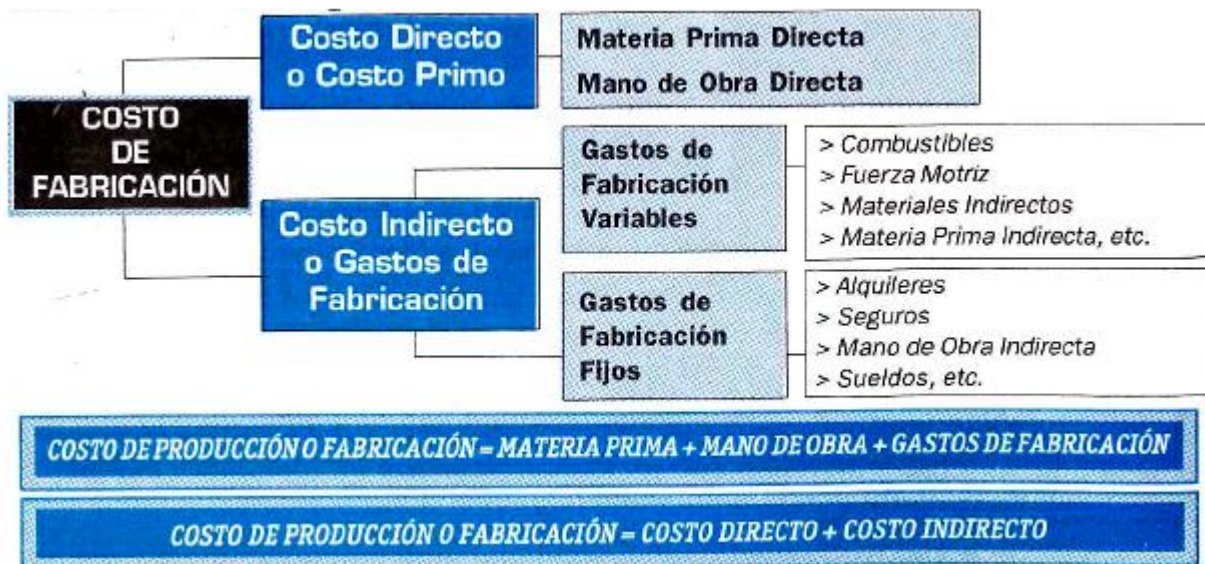 Costo Directo
o Costo Primo
Materia Prima Directa
Mano de Obra Directa
COSTO
DE
FABRICACIÓN
Costo Indirecto
o Gastos de
Fabricación
Gastos de
Fabricación
Variables
> Combustibles
> Fuerza Motriz
> Materiales Indirectos
> Materia Prima Indirecta, etc.
Gastos de
Fabricación
Fijos
> Alquileres
> Seguros
> Mano de Obra Indirecta
> Sueldos, etc.
COSTO DE PRODUCCIÓN O FABRICACIÓN = MATERIA PRIMA + MANO DE OBRA + GASTOS DE FABRICACIÓN
COSTO DE PRODUCCIÓN O FABRICACIÓN = COSTO DIRECTO + COSTO INDIRECTO